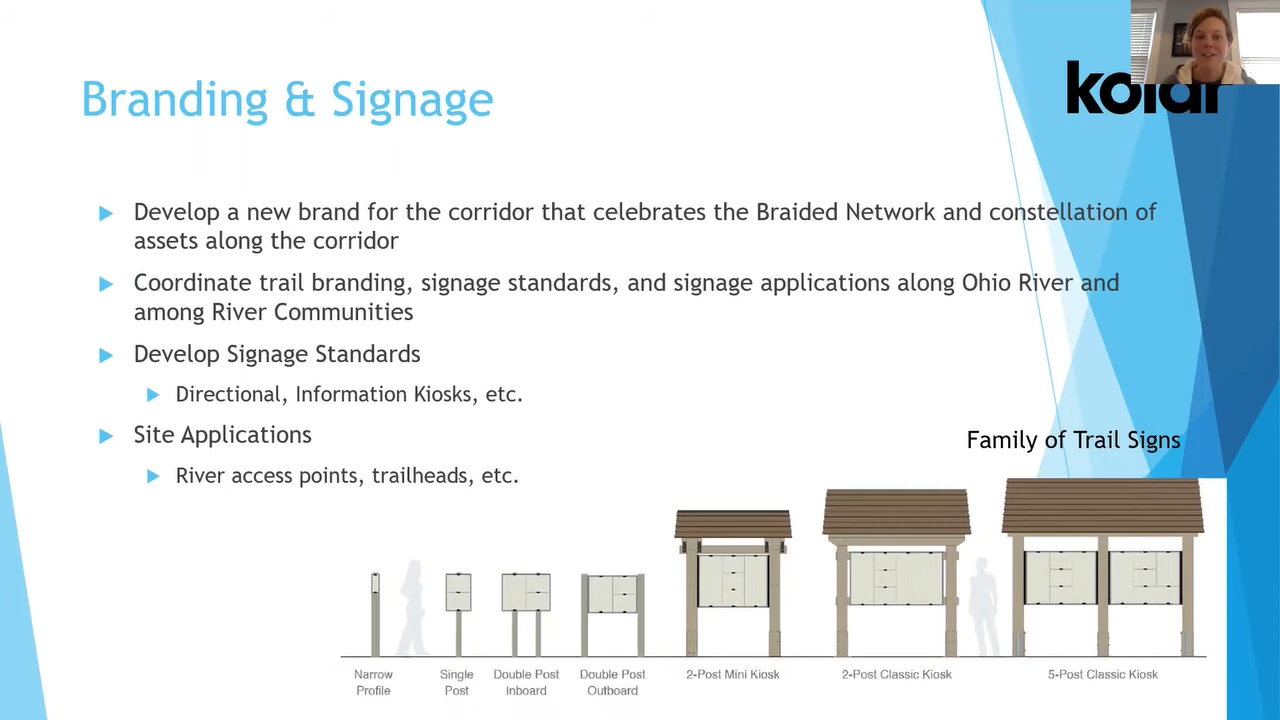 Branding & Signage
kolar
Develop a new brand for the corridor that celebrates the Braided Network and constellation of
assets along the corridor
Coordinate trail branding, signage standards, and signage applications along Ohio River and
among River Communities
Develop Signage Standards
Directional, Information Kiosks, etc.
Site Applications
River access points, trailheads, etc.
Family of Trail Signs
Narrow
Profile
Single
Post
Double Post
Inboard
Double Post
Outboard
2-Post Mini Kiosk
2-Post Classic Kiosk
5-Post Classic Kiosk